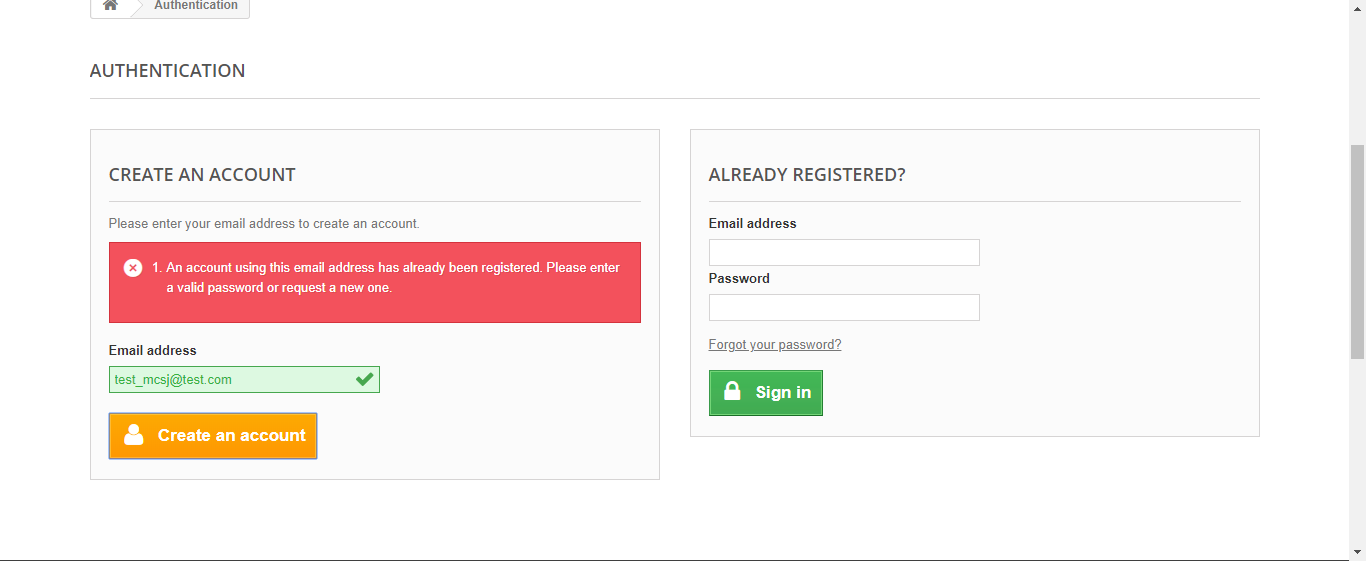 Authentication
AUTHENTICATION
CREATE AN ACCOUNT
Please enter your email address to create an account.
1. An account using this email address has already been registered. Please enter
a valid password or request a new one.
Email address
test_mcsj@test.com
Create an account
ALREADY REGISTERED?
Email address
Password
Forgot your password?
Sign in